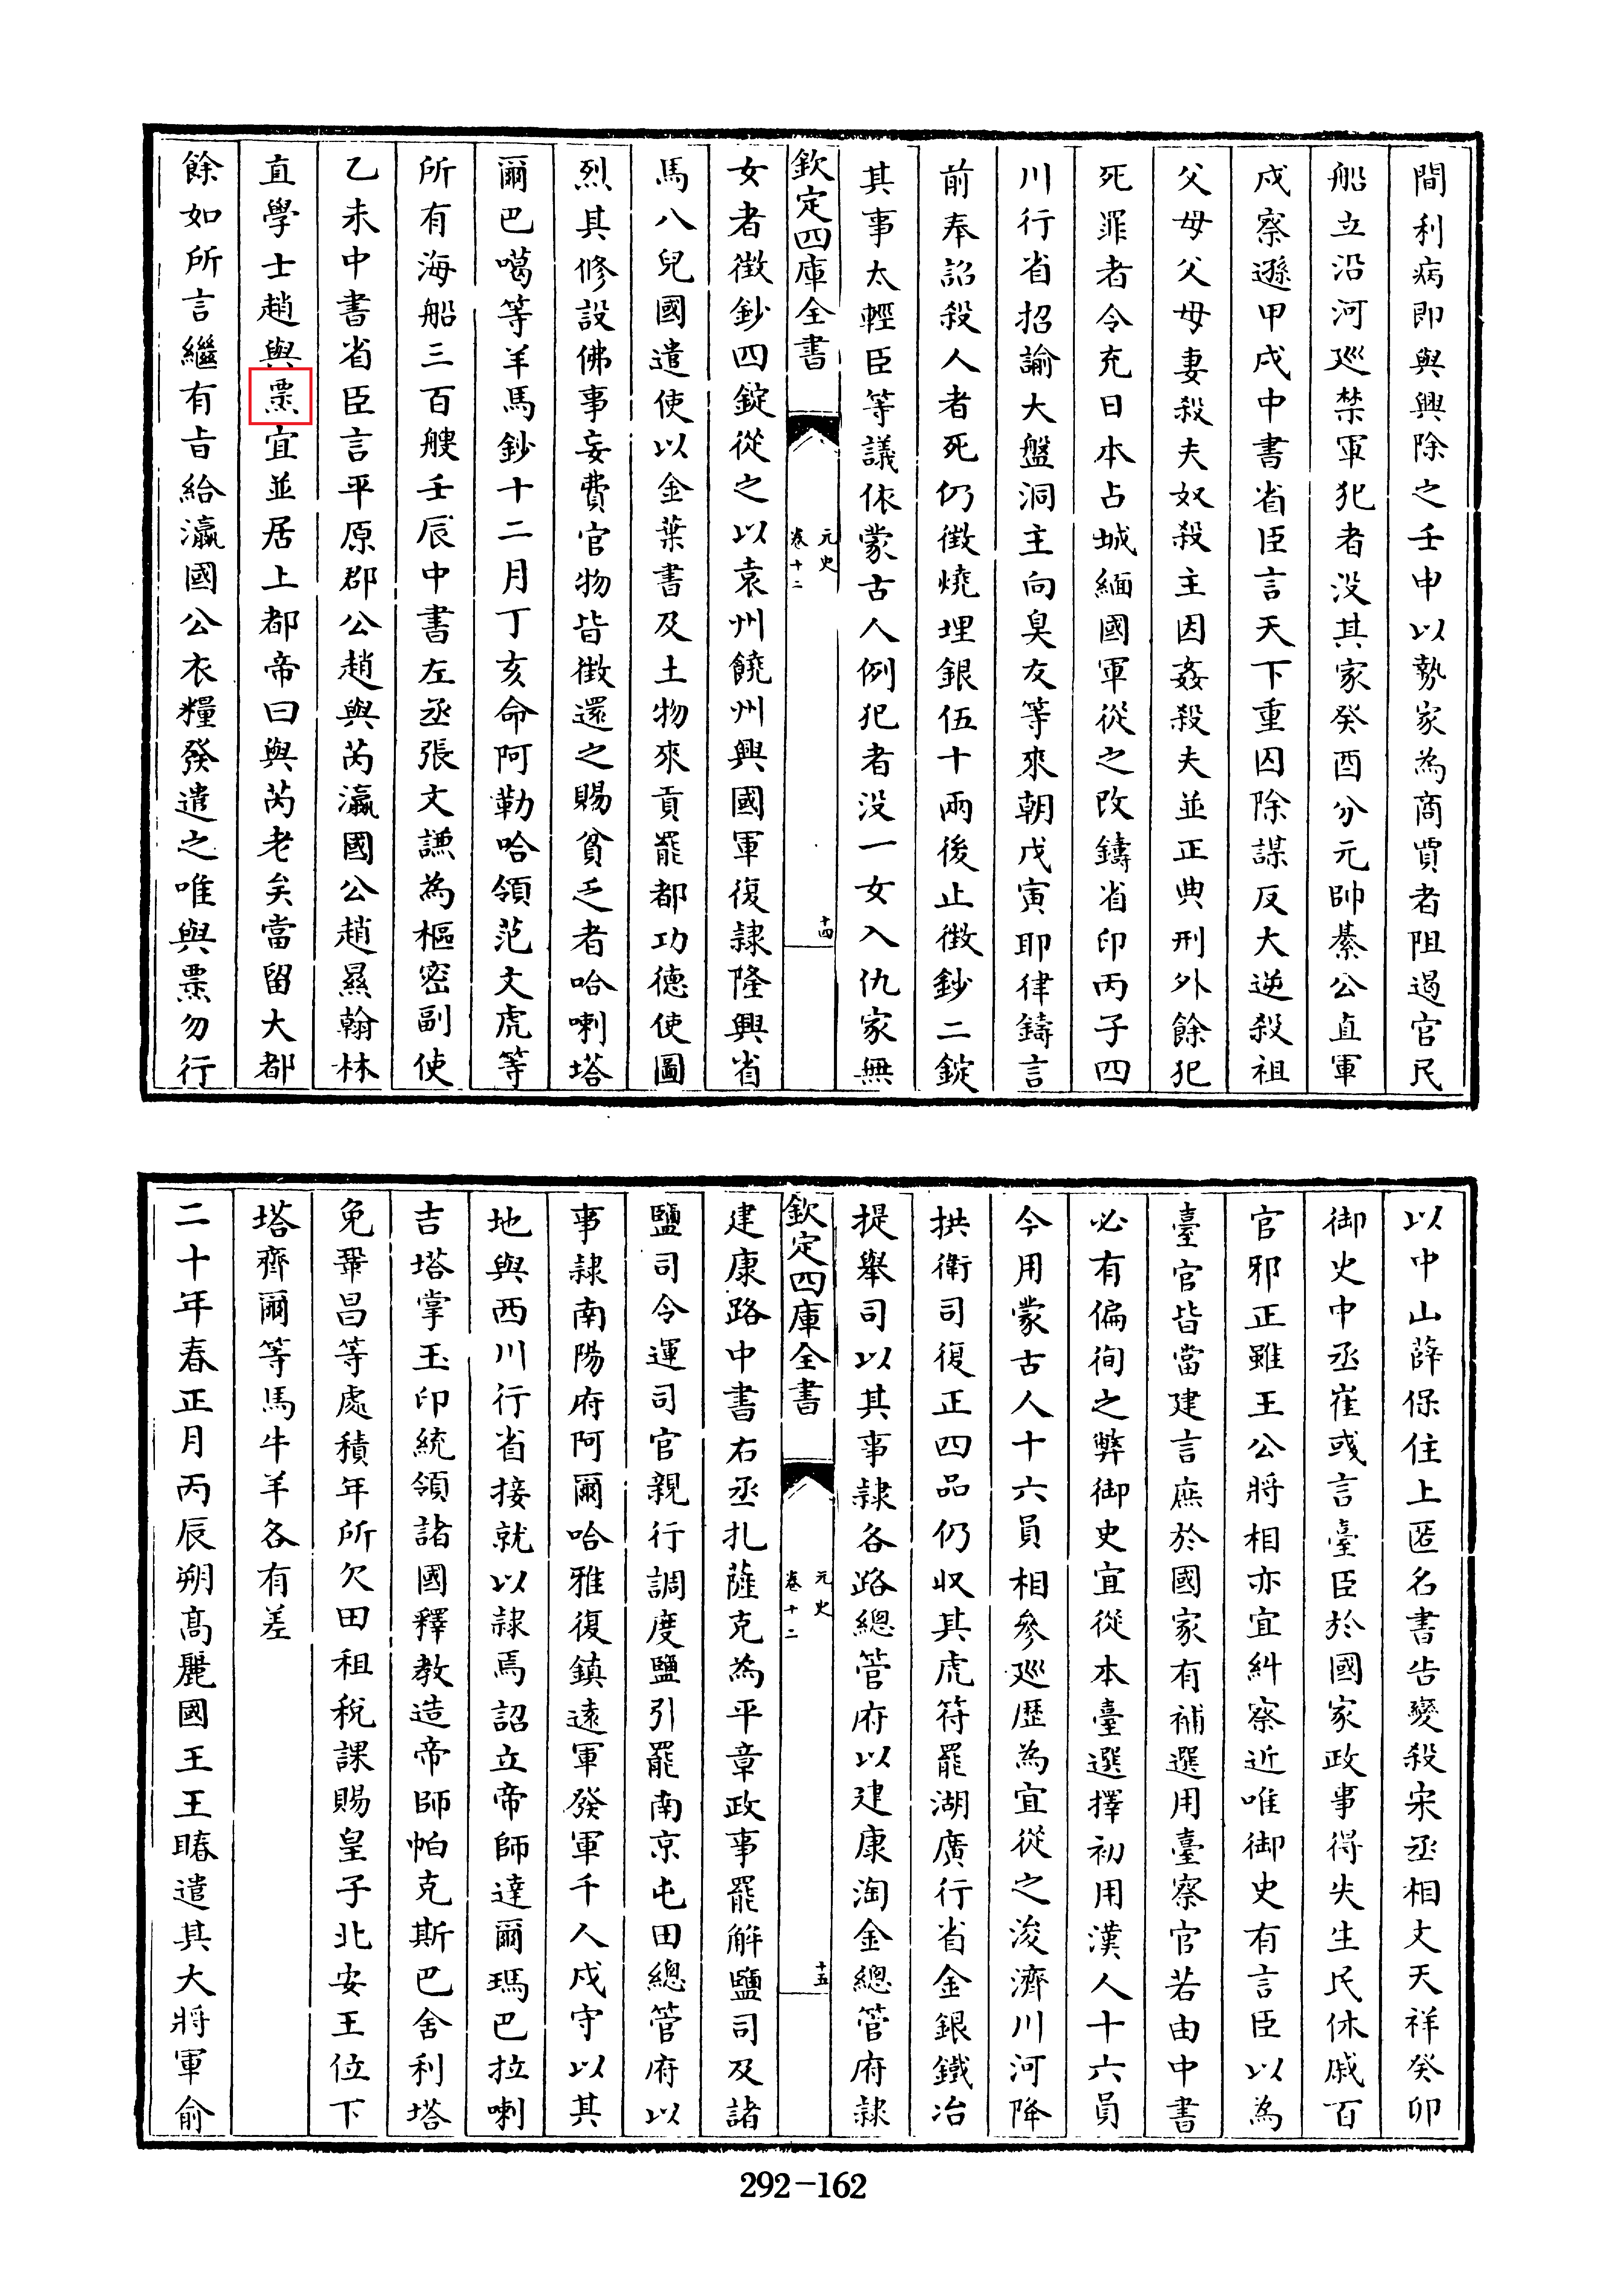 間利病即與興除之壬申以勢家為商賈者阻遏官民
船立沿河廵禁軍犯者没其家癸酉分元帥綦公直軍
戍察遜甲戌中書省臣言天下重囚除謀反大逆殺祖
父母父母妻殺夫奴殺主因姦殺夫並正典刑外餘犯
死罪者令充日本占城緬國軍從之改鑄省印丙子四
川行省招諭大盤洞主向臭友等來朝戊寅耶律鑄言
前奉詔殺人者死仍徴燒埋銀伍十兩後止徴鈔二錠
其事太輕臣等議依蒙古人例犯者没一女入仇家無
欽定四庫全書
元史
卷十二
十四
女者徴鈔四錠從之以袁州饒州興國軍復隷隆興省
馬八兒國遣使以金葉書及土物來貢罷都功德使圖
烈其修設佛事妄費官物皆徴還之賜貧乏者哈喇塔
爾巴噶等羊馬鈔十二月丁亥命阿勒哈領范文虎等
所有海船三百艘壬辰中書左丞張文謙為樞密副使
乙未中書省臣言平原郡公趙與芮瀛國公趙㬎翰林
直學士趙與票宜並居上都帝曰與芮老矣當留大都
餘如所言繼有㫖給瀛國公衣糧發遣之唯與票勿行
以中山薛保住上匿名書告變殺宋丞相文天祥癸卯
御史中丞崔彧言臺臣於國家政事得失生民休戚百
官邪正雖王公將相亦宜糾察近唯御史有言臣以為
臺官皆當建言庶於國家有補選用臺察官若由中書
必有偏徇之弊御史宜從本臺選擇初用漢人十六員
今用蒙古人十六員相參廵歴為宜從之浚濟川河降
拱衛司復正四品仍收其虎符罷湖廣行省金銀鐵冶
提舉司以其事隷各路總管府以建康淘金總管府隷
欽定四庫全書
元史
卷十二
十五
建康路中書右丞扎薩克為平章政事罷解鹽司及諸
鹽司令運司官親行調度鹽引罷南京屯田總管府以
事隷南陽府阿爾哈雅復鎮遠軍發軍千人戍守以其
地與西川行省接就以隷焉詔立帝師達爾瑪巴拉喇
吉塔掌玉印統領諸國釋教造帝師帕克斯巴舍利塔
免鞏昌等處積年所欠田租稅課賜皇子北安王位下
塔齊爾等馬牛羊各有差
二十年春正月丙辰朔髙麗國王王賰遣其大將軍俞
292-162